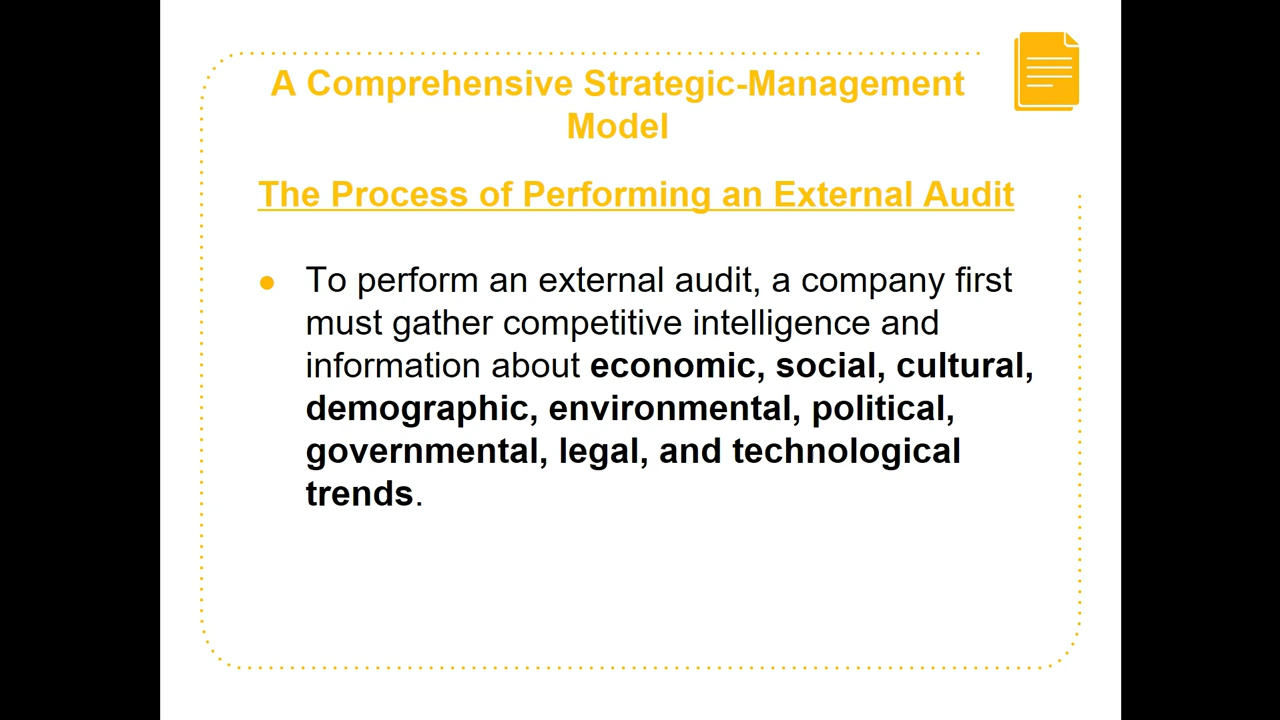 A Comprehensive Strategic-Management
Model
The Process of Performing an External Audit
● To perform an external audit, a company first
must gather competitive intelligence and
information about economic, social, cultural,
demographic, environmental, political,
governmental, legal, and technological
trends.